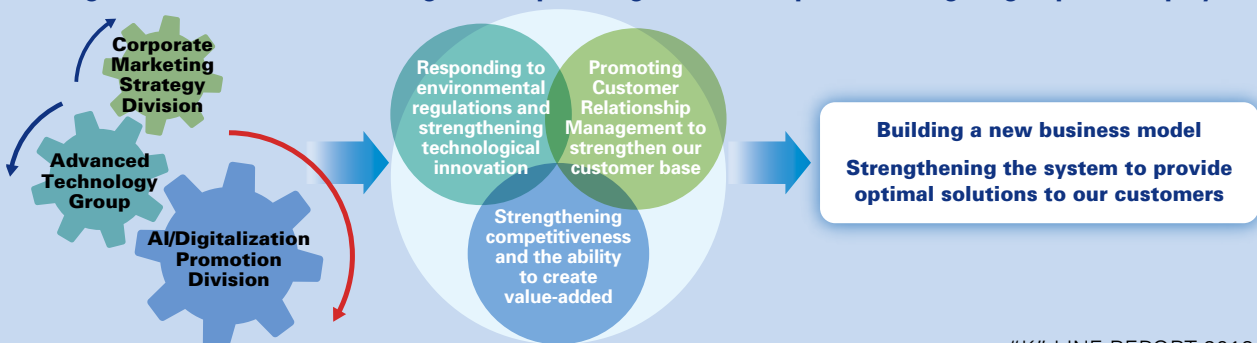 Corporate
Marketing
Strategy
Division
Advanced
Technology
Group
AI/Digitalization
Promotion
Division
Responding to
environmental
regulations and
strengthening
technological
innovation
Promoting
Customer
Relationship
Management to
strengthen our
customer base
Strengthening
competitiveness
and the ability
to create
value-added
Building a new business model
Strengthening the system to provide
optimal solutions to our customers